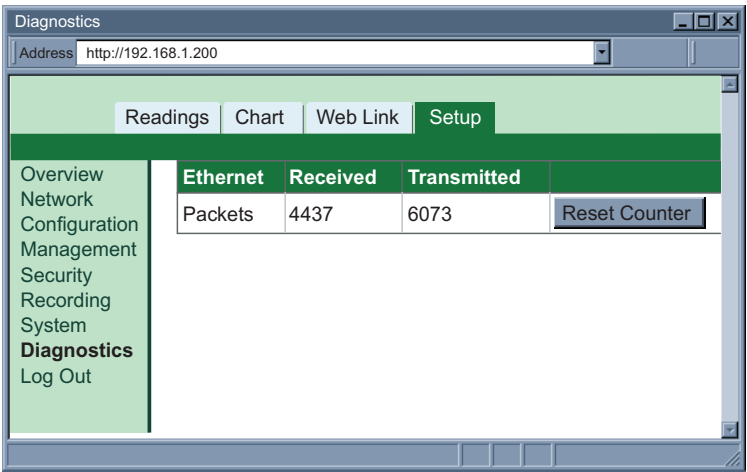 Diagnostics
Address http://192.168.1.200
Readings Chart Web Link Setup
Overview
Network
Configuration
Management
Security
Recording
System
Diagnostics
Log Out
Ethernet Received Transmitted
Packets 4437 6073 Reset Counter